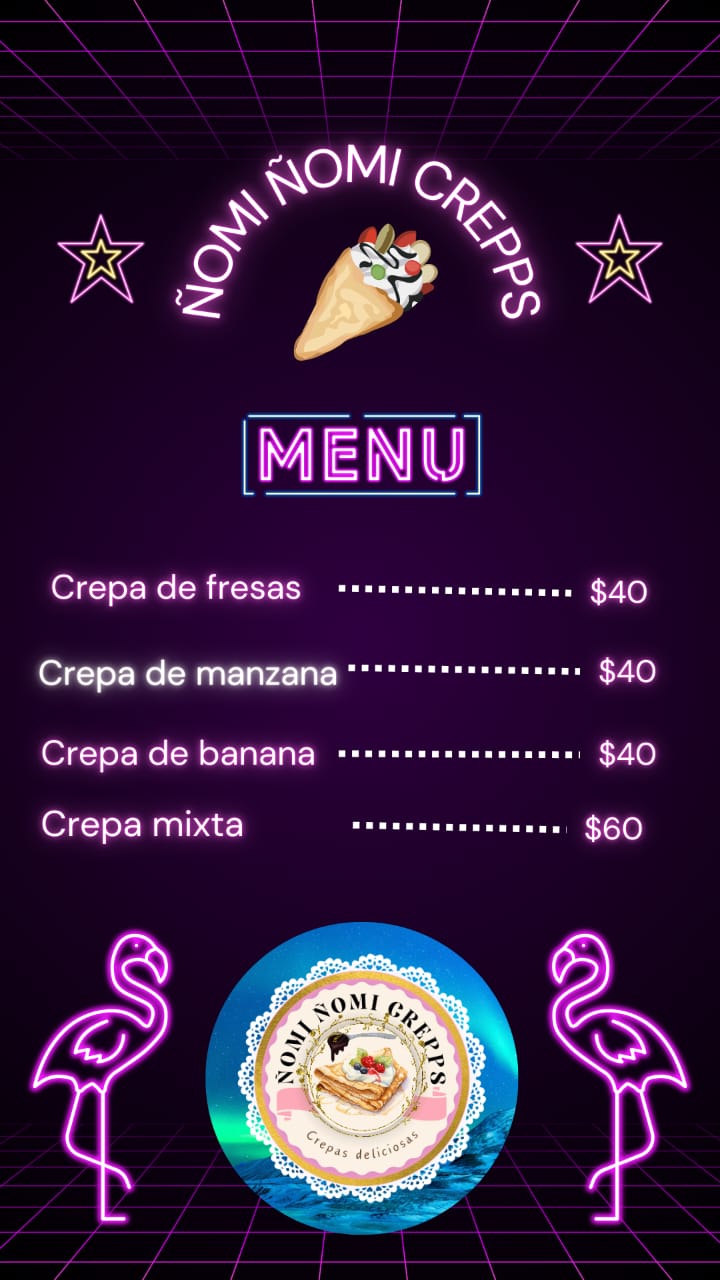 ÑOMI ÑOMI CREPPS
MENU
Crepa de fresas $40
Crepa de manzana $40
Crepa de banana $40
Crepa mixta $60
ÑOMI ÑOMI CREPPS
Crepas deliciosas